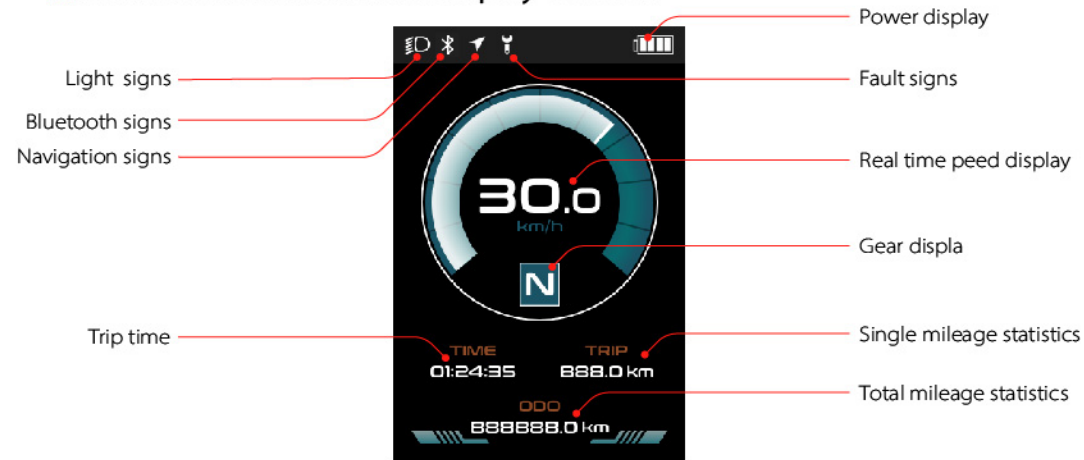 Power display
Light signs
Fault signs
Bluetooth signs
Navigation signs
Real time peed display
30.0
km/h
Gear displa
N
Trip time
Single mileage statistics
TIME
TRIP
01:24:35
888.0 km
Total mileage statistics
ODO
888888.0 km